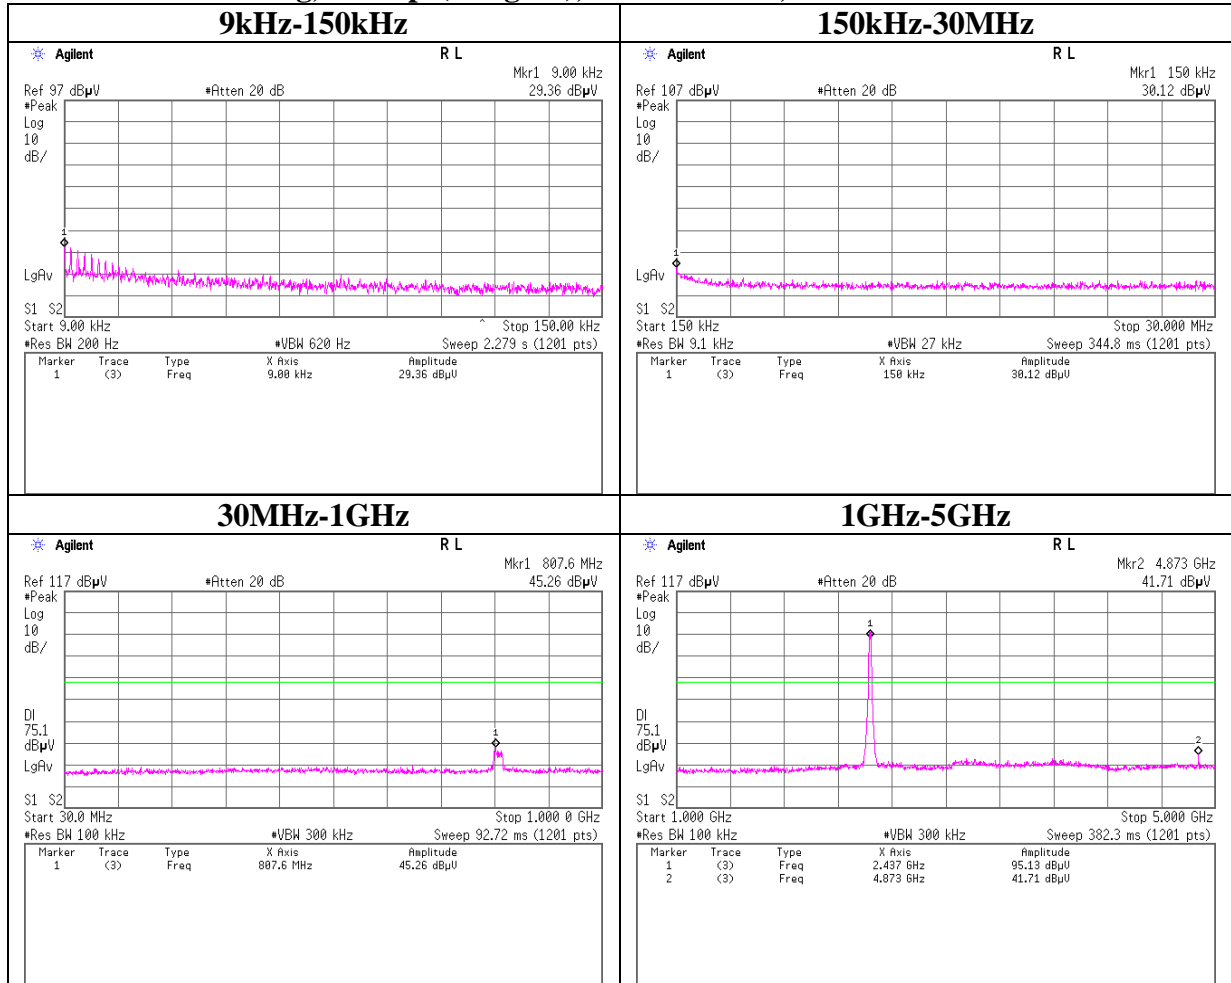 9kHz-150kHz
150kHz-30MHz
Agilent R L
Mkr1 9.00 kHz
Ref 97 dBµV #Atten 20 dB 29.36 dBµV
#Peak
Log
10
dB/
1
LgAv
S1 S2
Start 9.00 kHz ^ Stop 150.00 kHz
#Res BW 200 Hz #VBW 620 Hz Sweep 2.279 s (1201 pts)
Marker Trace Type X Axis Amplitude
1 (3) Freq 9.00 kHz 29.36 dBµV
Agilent R L
Mkr1 150 kHz
Ref 107 dBµV #Atten 20 dB 30.12 dBµV
#Peak
Log
10
dB/
1
LgAv
S1 S2
Start 150 kHz Stop 30.000 MHz
#Res BW 9.1 kHz #VBW 27 kHz Sweep 344.8 ms (1201 pts)
Marker Trace Type X Axis Amplitude
1 (3) Freq 150 kHz 30.12 dBµV
30MHz-1GHz
1GHz-5GHz
Agilent R L
Mkr1 807.6 MHz
Ref 117 dBµV #Atten 20 dB 45.26 dBµV
#Peak
Log
10
dB/
DI
75.1
dBµV
1
LgAv
S1 S2
Start 30.0 MHz Stop 1.000 0 GHz
#Res BW 100 kHz #VBW 300 kHz Sweep 92.72 ms (1201 pts)
Marker Trace Type X Axis Amplitude
1 (3) Freq 807.6 MHz 45.26 dBµV
Agilent R L
Mkr2 4.873 GHz
Ref 117 dBµV #Atten 20 dB 41.71 dBµV
#Peak
Log
10
dB/
1
DI
75.1
dBµV
2
LgAv
S1 S2
Start 1.000 GHz Stop 5.000 GHz
#Res BW 100 kHz #VBW 300 kHz Sweep 382.3 ms (1201 pts)
Marker Trace Type X Axis Amplitude
1 (3) Freq 2.437 GHz 95.13 dBµV
2 (3) Freq 4.873 GHz 41.71 dBµV